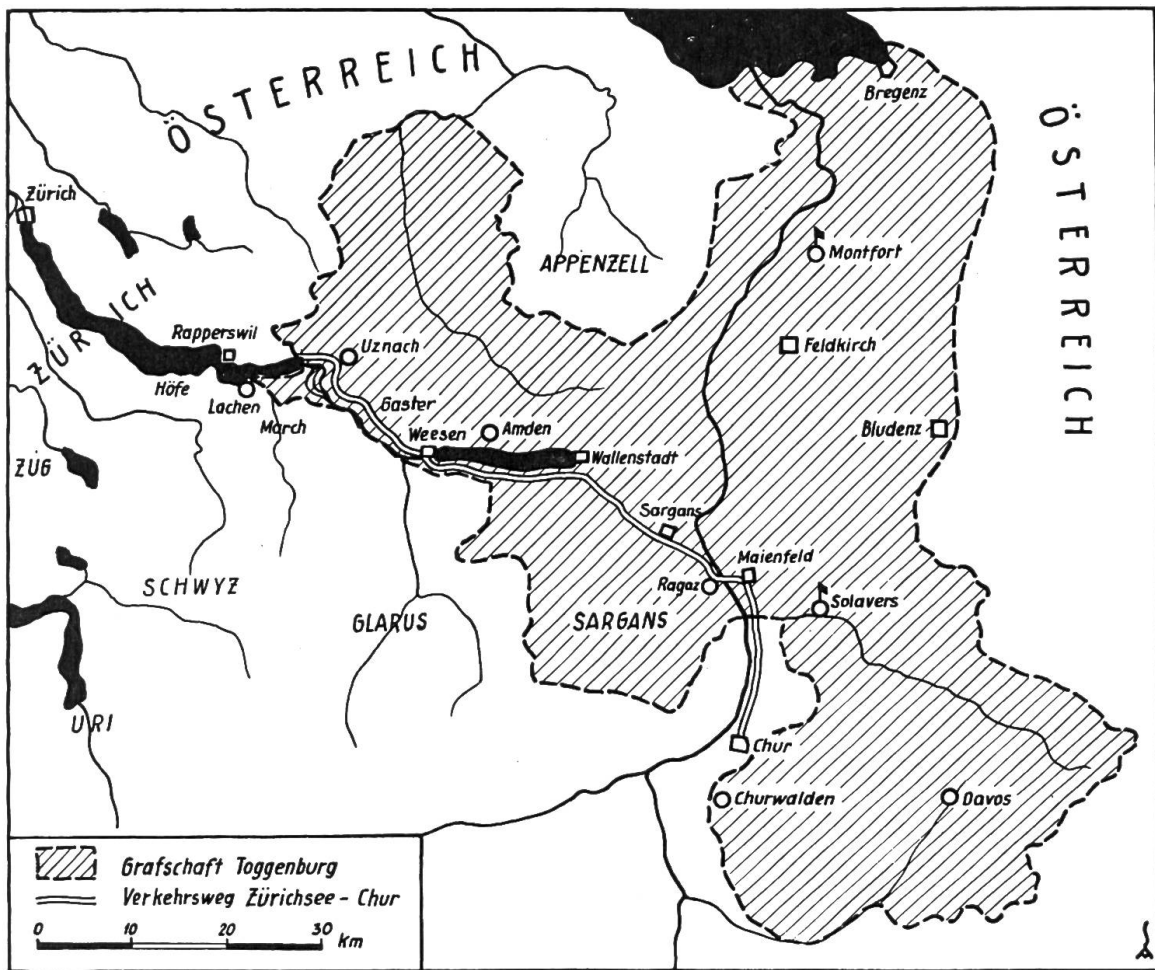 ÖSTERREICH
Bregenz
ÖSTERREICH
Zürich
APPENZELL
Montfort
ZÜRICH
Rapperswil
Uznach
Feldkirch
Höfe
Lachen
March
Gaster
Weesen
Amden
Wallenstadt
Bludenz
ZUG
Sargans
Maienfeld
Ragaz
Solavers
SCHWYZ
GLARUS
SARGANS
URI
Chur
Churwalden
Davos
Grafschaft Toggenburg
Verkehrsweg Zürichsee - Chur
0 10 20 30 km